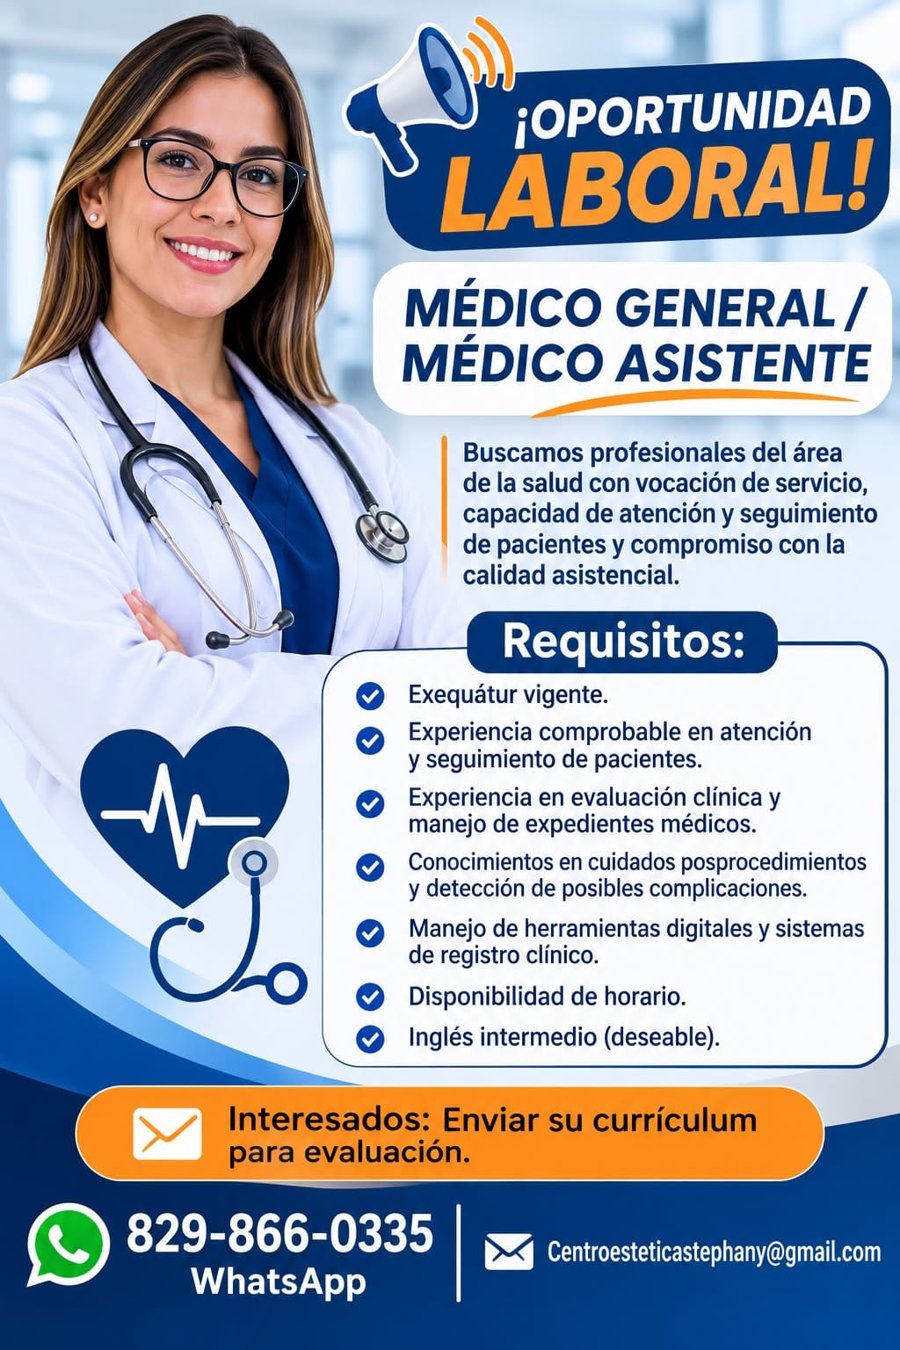 ¡OPORTUNIDAD
LABORAL!
MÉDICO GENERAL /
MÉDICO ASISTENTE
Buscamos profesionales del área
de la salud con vocación de servicio,
capacidad de atención y seguimiento
de pacientes y compromiso con la
calidad asistencial.
Requisitos:
Exequátur vigente.
Experiencia comprobable en atención
y seguimiento de pacientes.
Experiencia en evaluación clínica y
manejo de expedientes médicos.
Conocimientos en cuidados posprocedimientos
y detección de posibles complicaciones.
Manejo de herramientas digitales y sistemas
de registro clínico.
Disponibilidad de horario.
Inglés intermedio (deseable).
Interesados: Enviar su currículum
para evaluación.
829-866-0335
WhatsApp
Centroesteticastephany@gmail.com